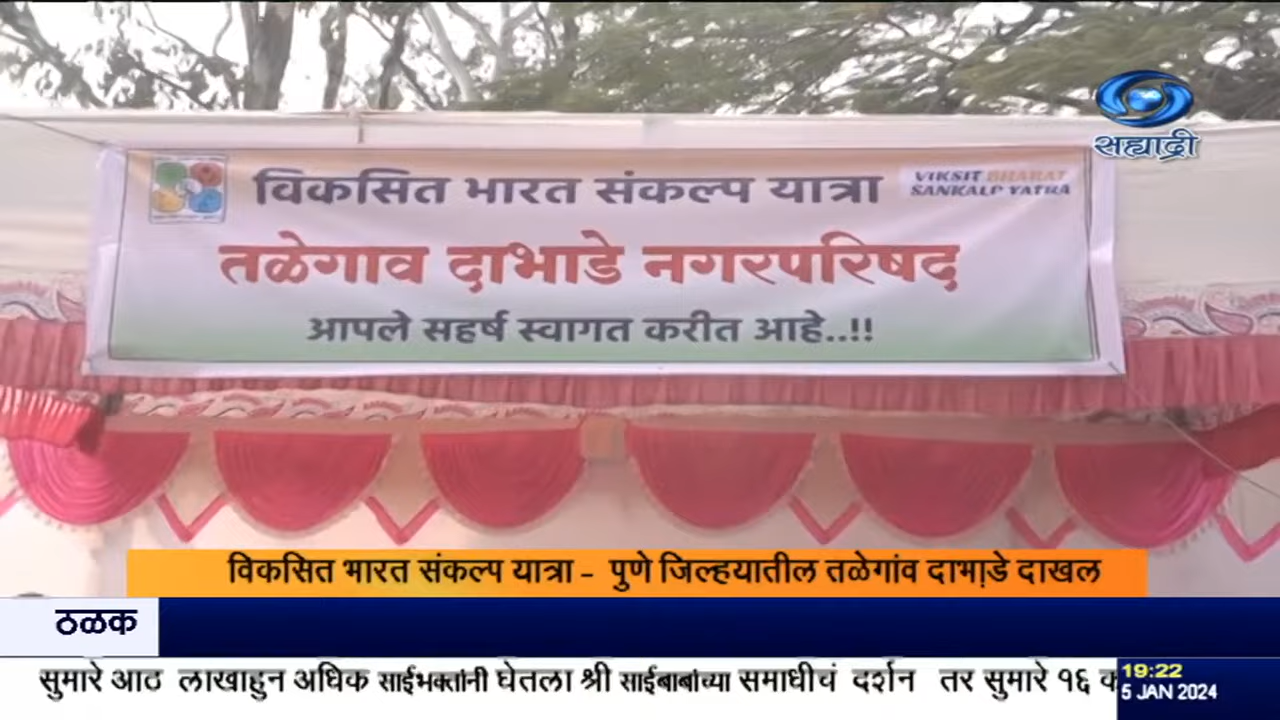 सह्याद्री
विकसित भारत संकल्प यात्रा
VIKSIT BHARAT
SANKALP YATRA
तळेगाव दाभाडे नगरपरिषद
आपले सहर्ष स्वागत करीत आहे..!!
विकसित भारत संकल्प यात्रा - पुणे जिल्हयातील तळेगांव दाभा़डे दाखल
ठळक
सुमारे आठ लाखाहुन अधिक साईभक्तांनी घेतला श्री साईबाबांच्या समाधीचं दर्शन तर सुमारे १६ क
19:22
5 JAN 2024